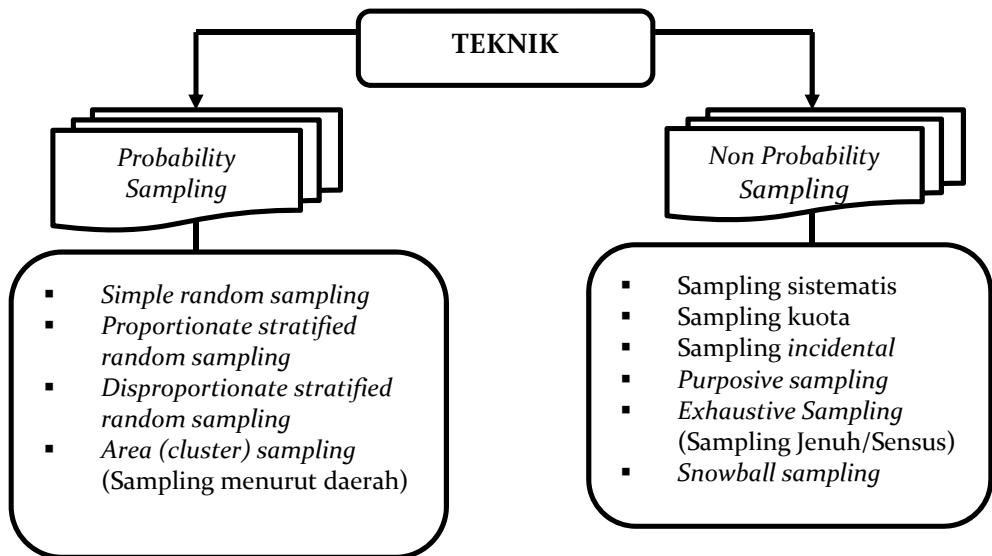 TEKNIK
Probability
Sampling
▪ Simple random sampling
▪ Proportionate stratified
random sampling
▪ Disproportionate stratified
random sampling
▪ Area (cluster) sampling
(Sampling menurut daerah)
Non Probability
Sampling
▪ Sampling sistematis
▪ Sampling kuota
▪ Sampling incidental
▪ Purposive sampling
▪ Exhaustive Sampling
(Sampling Jenuh/Sensus)
▪ Snowball sampling